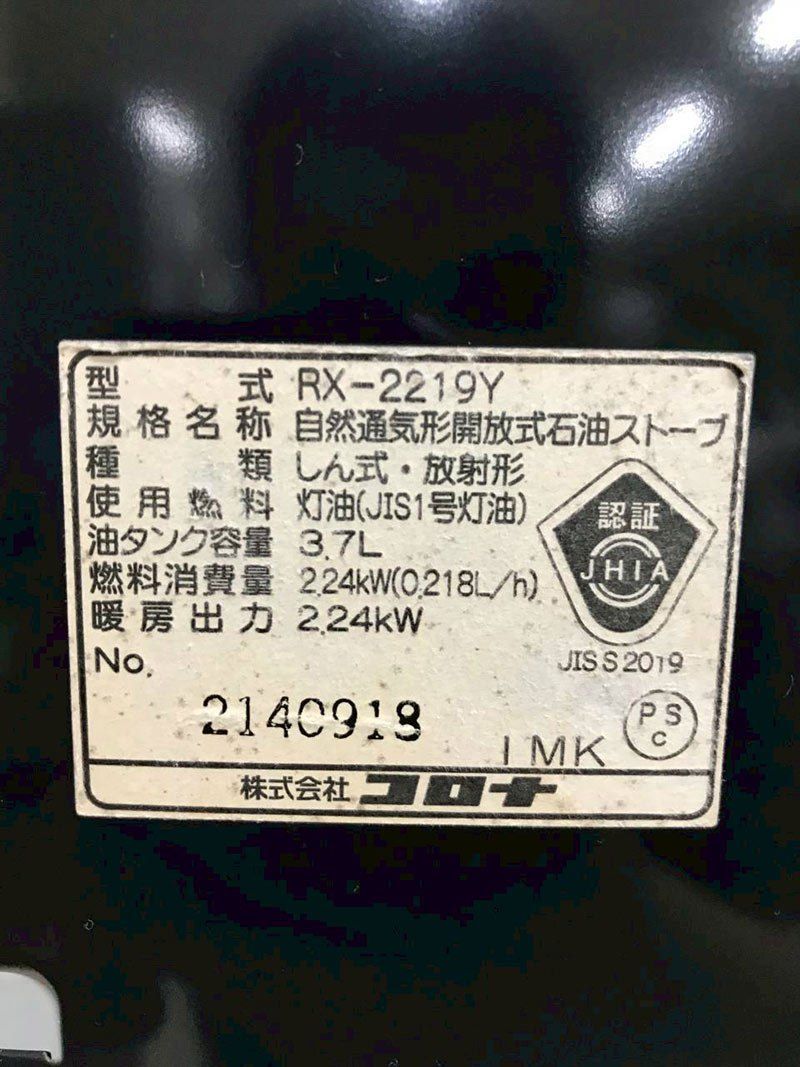 型式 RX-2219Y
規格名称 自然通気形開放式石油ストーブ
種類 しん式・放射形
使用燃料 灯油(JIS1号灯油)
油タンク容量 3.7L
燃料消費量 2.24kW(0.218L/h)
暖房出力 2.24kW
認証
JHIA
JIS S 2019
No.
2140918
1 MK
PS
C
株式会社 コロナ